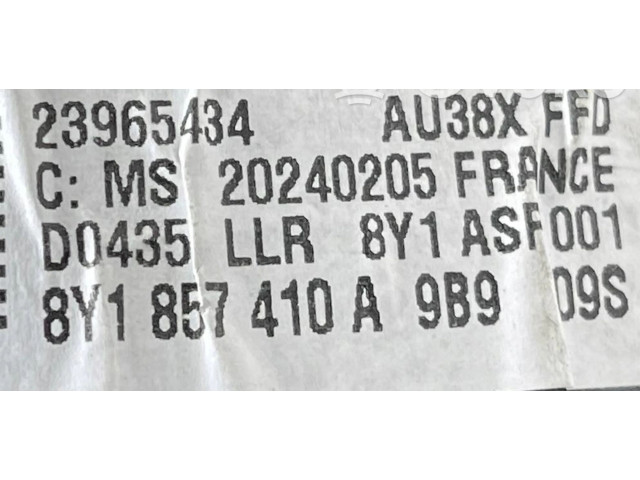 23965434 AU38X FFD
C: MS 20240205 FRANCE
D0435 LLR 8Y1 ASF001
8Y1 857 410 A 9B9 09S